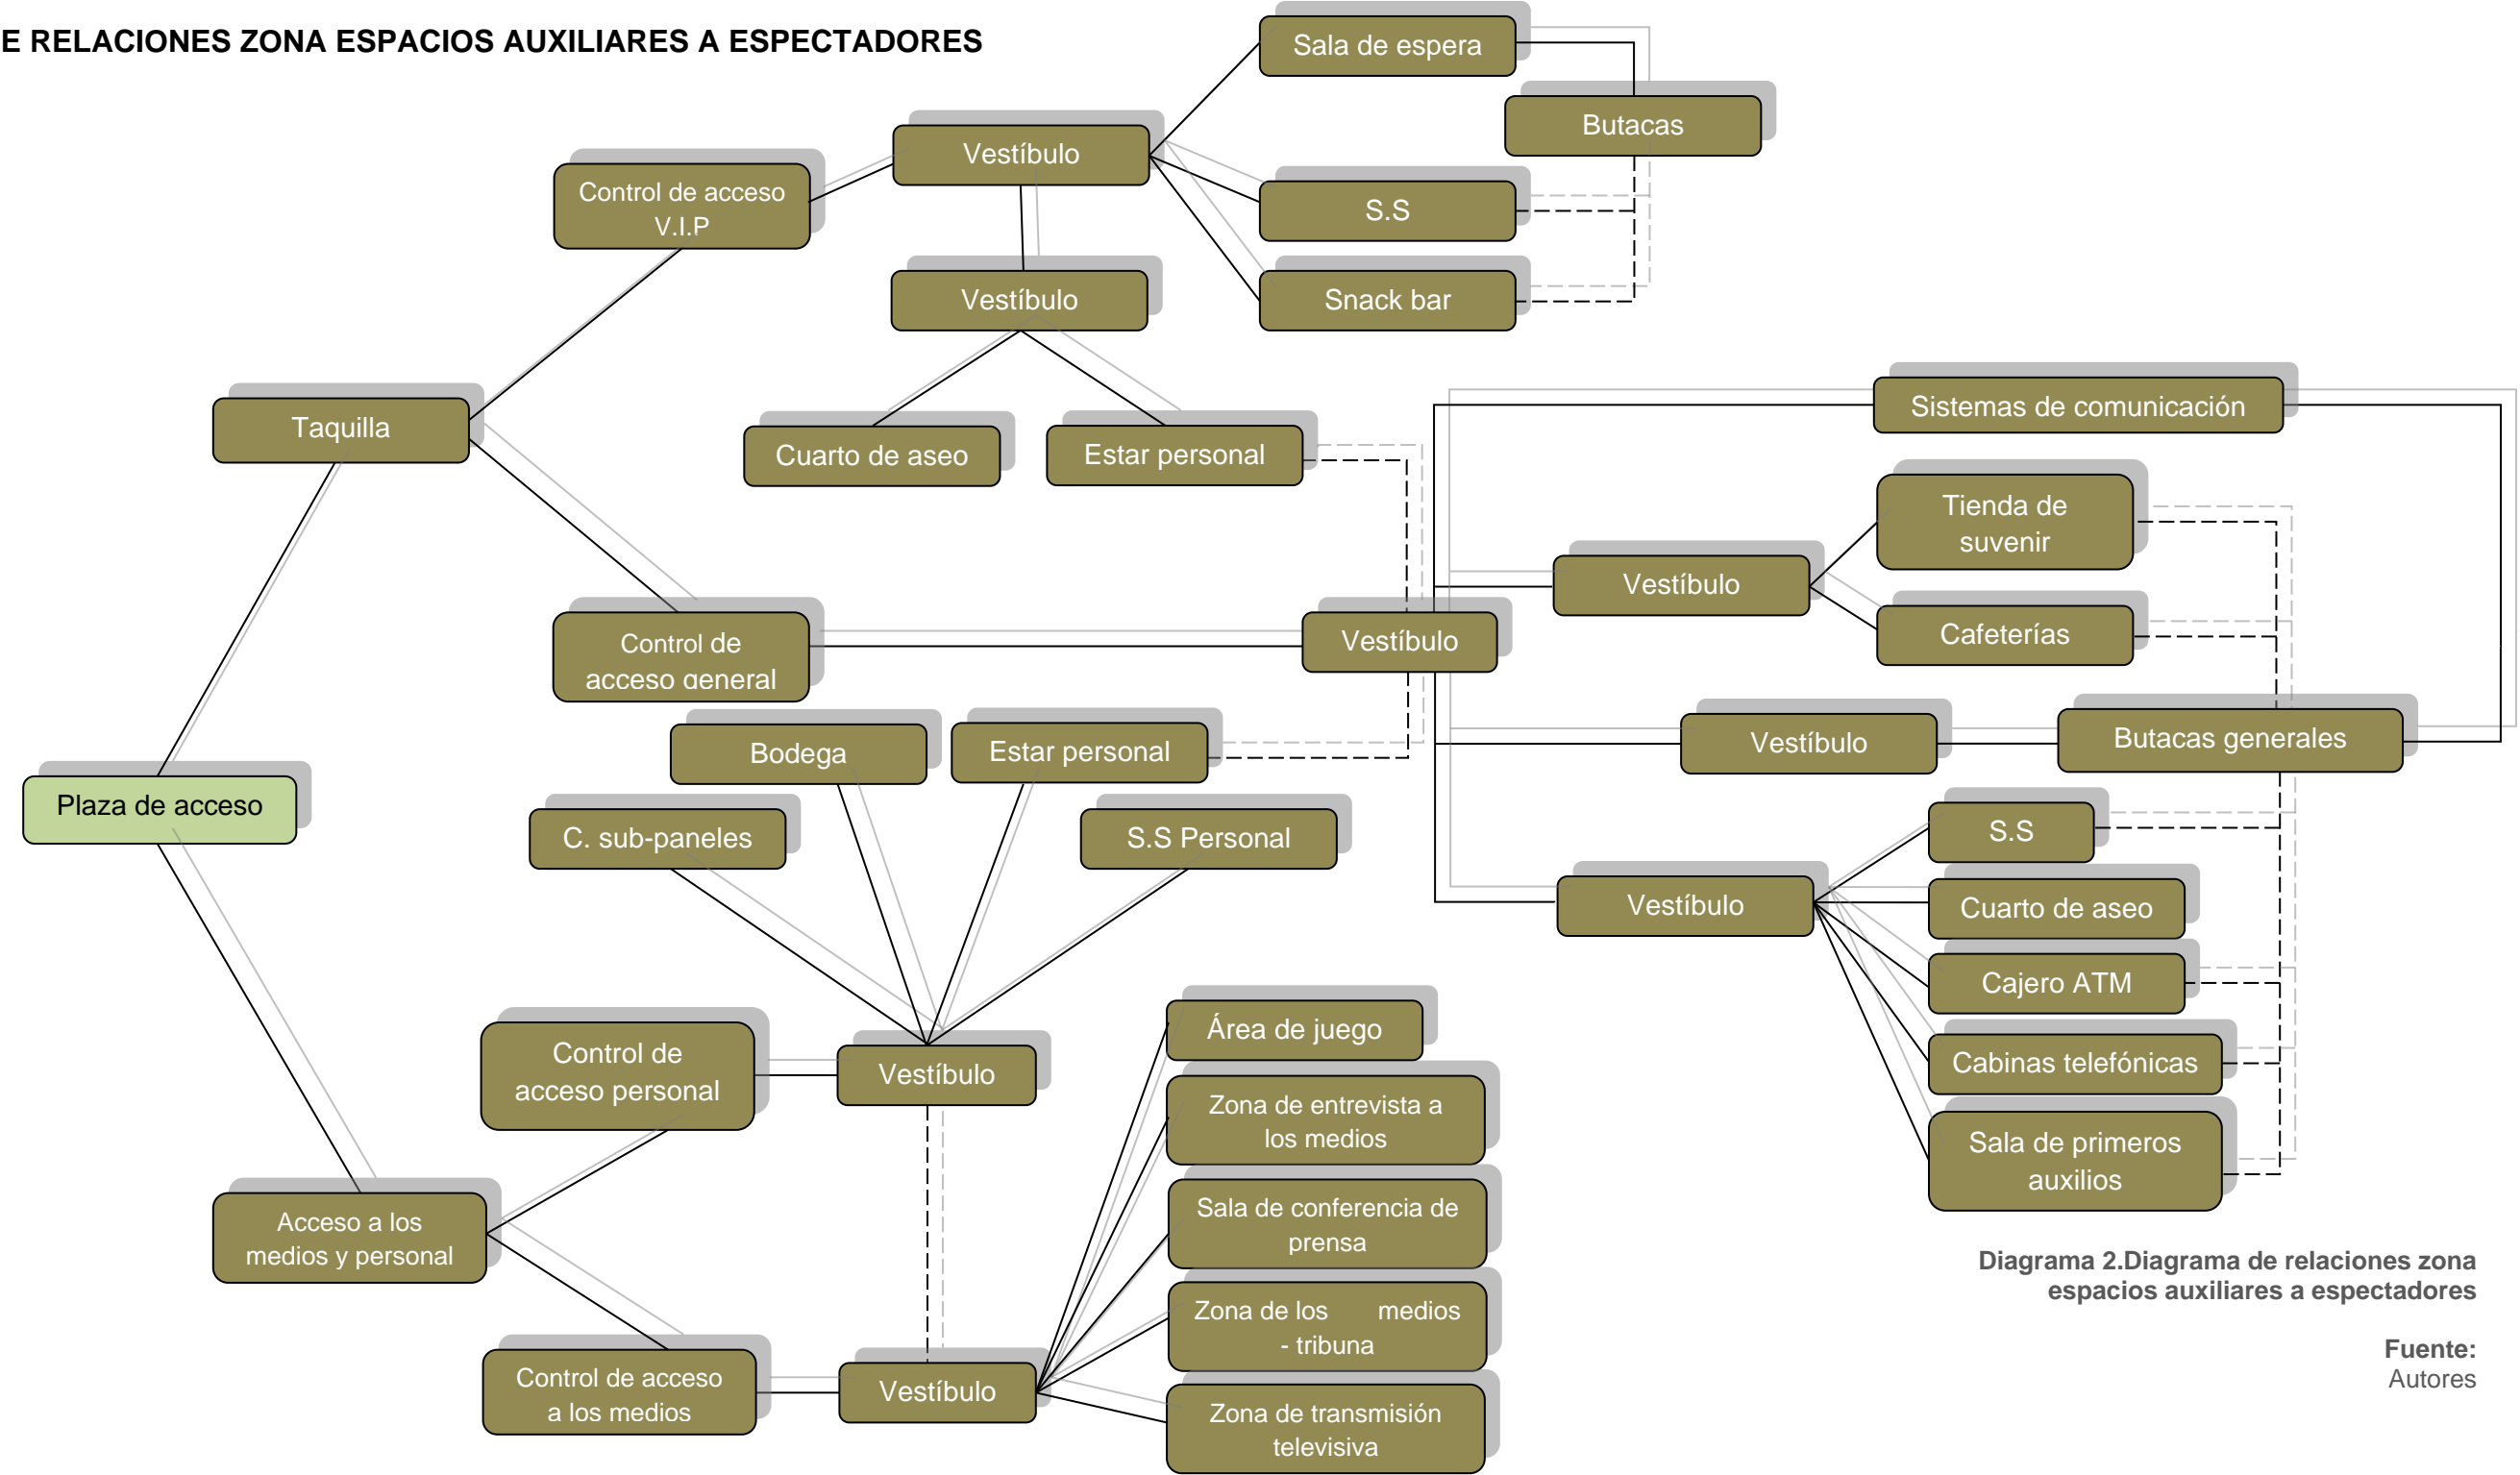 E RELACIONES ZONA ESPACIOS AUXILIARES A ESPECTADORES
Sala de espera
Butacas
Vestíbulo
Control de acceso
V.I.P
S.S
Vestíbulo
Snack bar
Taquilla
Cuarto de aseo
Estar personal
Sistemas de comunicación
Tienda de
suvenir
Vestíbulo
Cafeterías
Control de
acceso general
Vestíbulo
Bodega
Estar personal
Vestíbulo
Butacas generales
Plaza de acceso
C. sub-paneles
S.S Personal
S.S
Vestíbulo
Cuarto de aseo
Cajero ATM
Cabinas telefónicas
Sala de primeros
auxilios
Control de
acceso personal
Vestíbulo
Área de juego
Zona de entrevista a
los medios
Acceso a los
medios y personal
Sala de conferencia de
prensa
Zona de los medios
- tribuna
Control de acceso
a los medios
Vestíbulo
Zona de transmisión
televisiva
Diagrama 2.Diagrama de relaciones zona
espacios auxiliares a espectadores
Fuente:
Autores